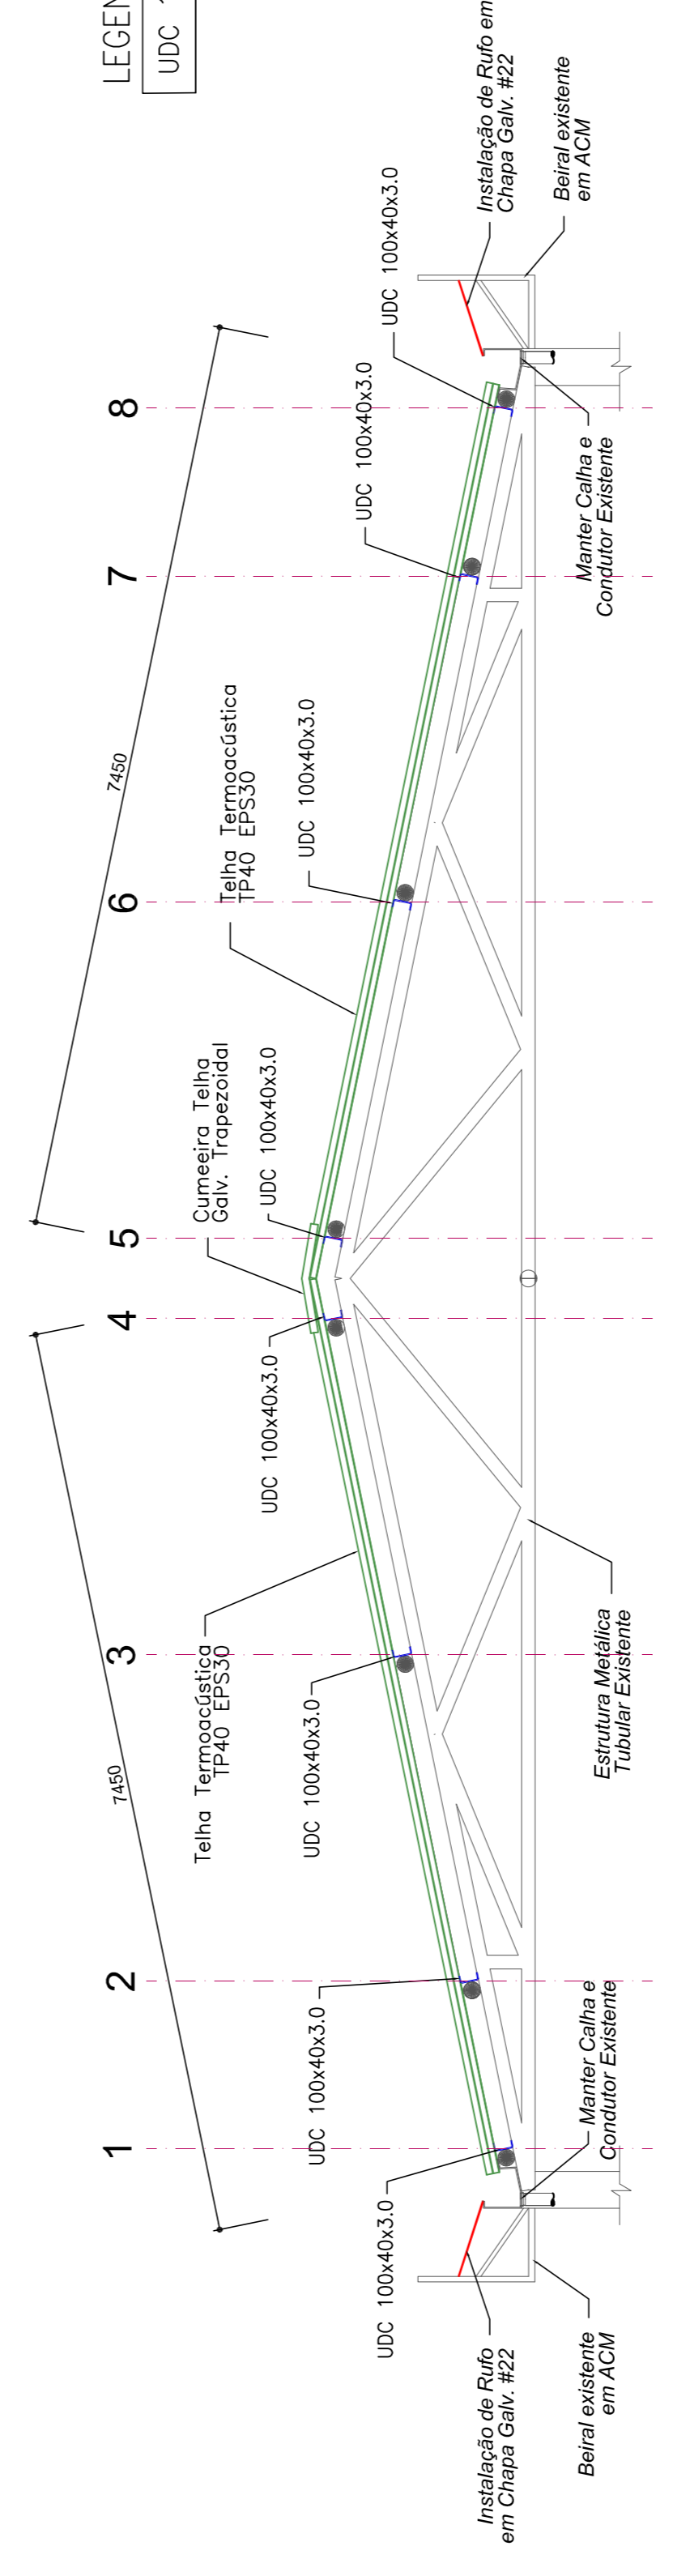 LEGEN
UDC
7450
7450
1
2
3
4
5
6
7
8
Telha Termoacústica
TP40 EPS30
Cumeeira Telha
Galv. Trapezoidal
Telha Termoacústica
TP40 EPS30
UDC 100x40x3.0
UDC 100x40x3.0
UDC 100x40x3.0
UDC 100x40x3.0
UDC 100x40x3.0
UDC 100x40x3.0
UDC 100x40x3.0
UDC 100x40x3.0
Instalação de Rufo
em Chapa Galv. #22
Beiral existente
em ACM
Manter Calha e
Condutor Existente
Estrutura Metálica
Tubular Existente
Manter Calha e
Condutor Existente
Instalação de Rufo em
Chapa Galv. #22
Beiral existente
em ACM